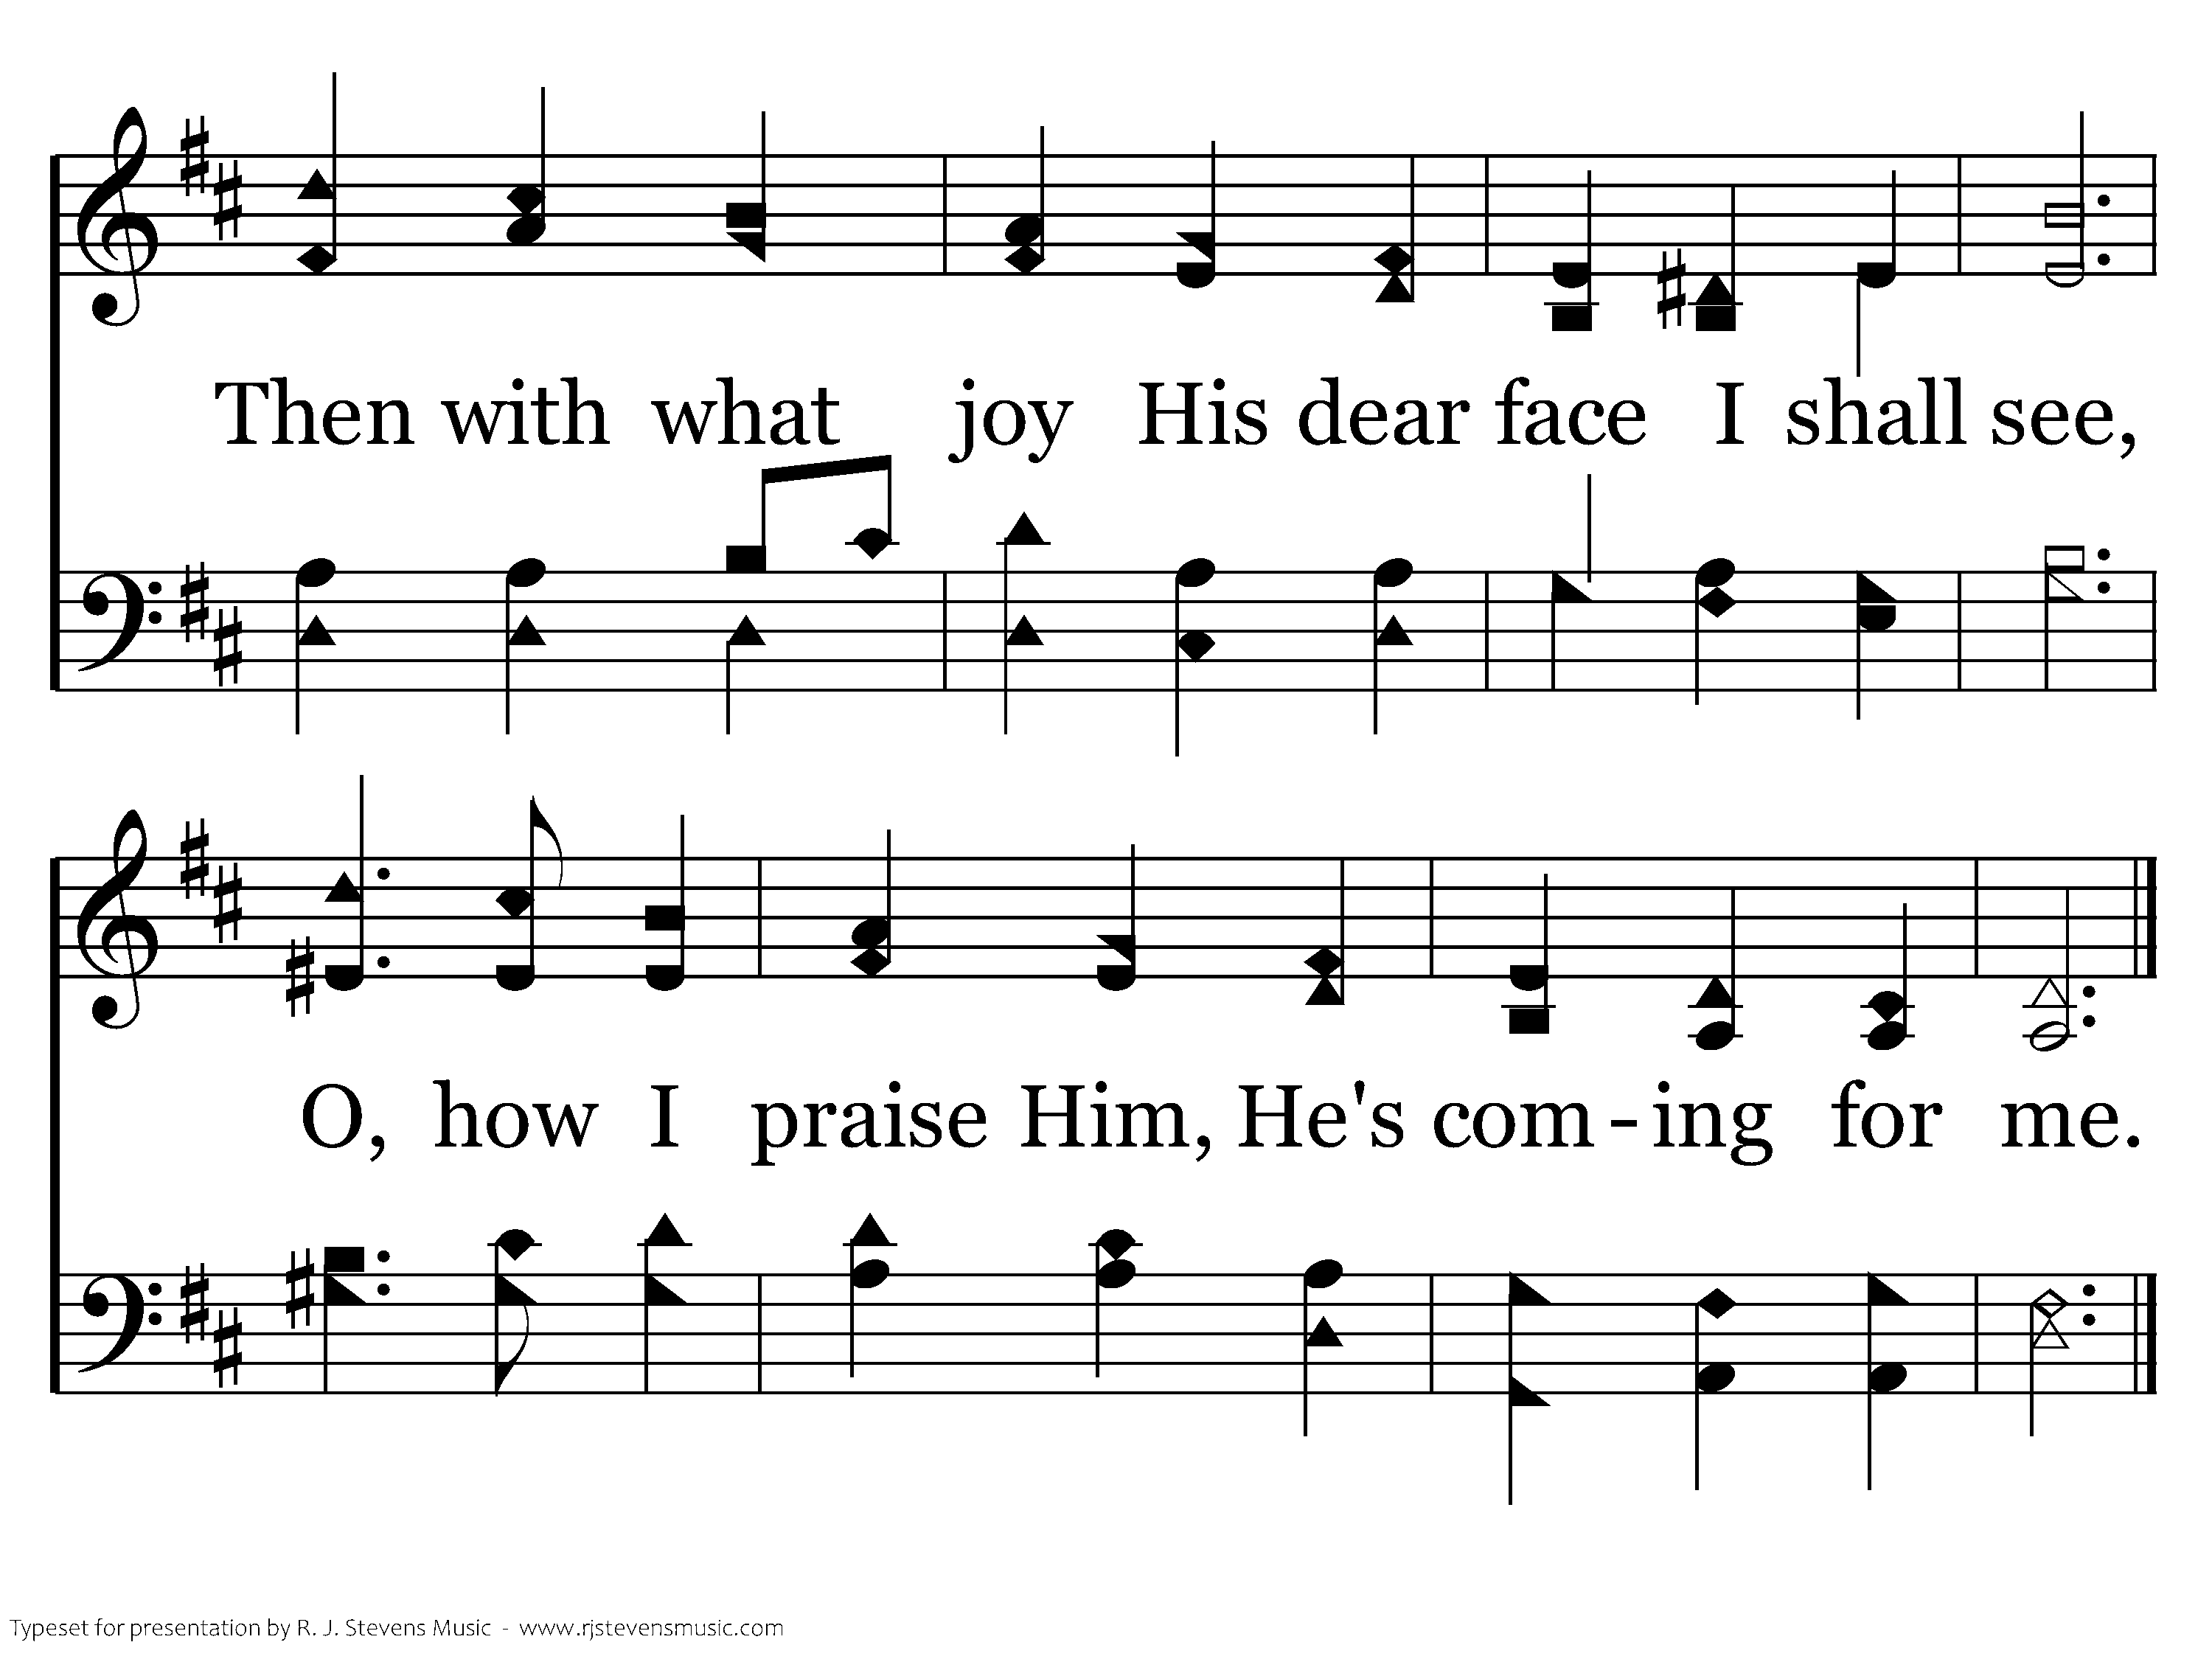 Then with what joy His dear face I shall see,
O, how I praise Him, He's com - ing for me.
Typeset for presentation by R. J. Stevens Music - www.rjstevensmusic.com